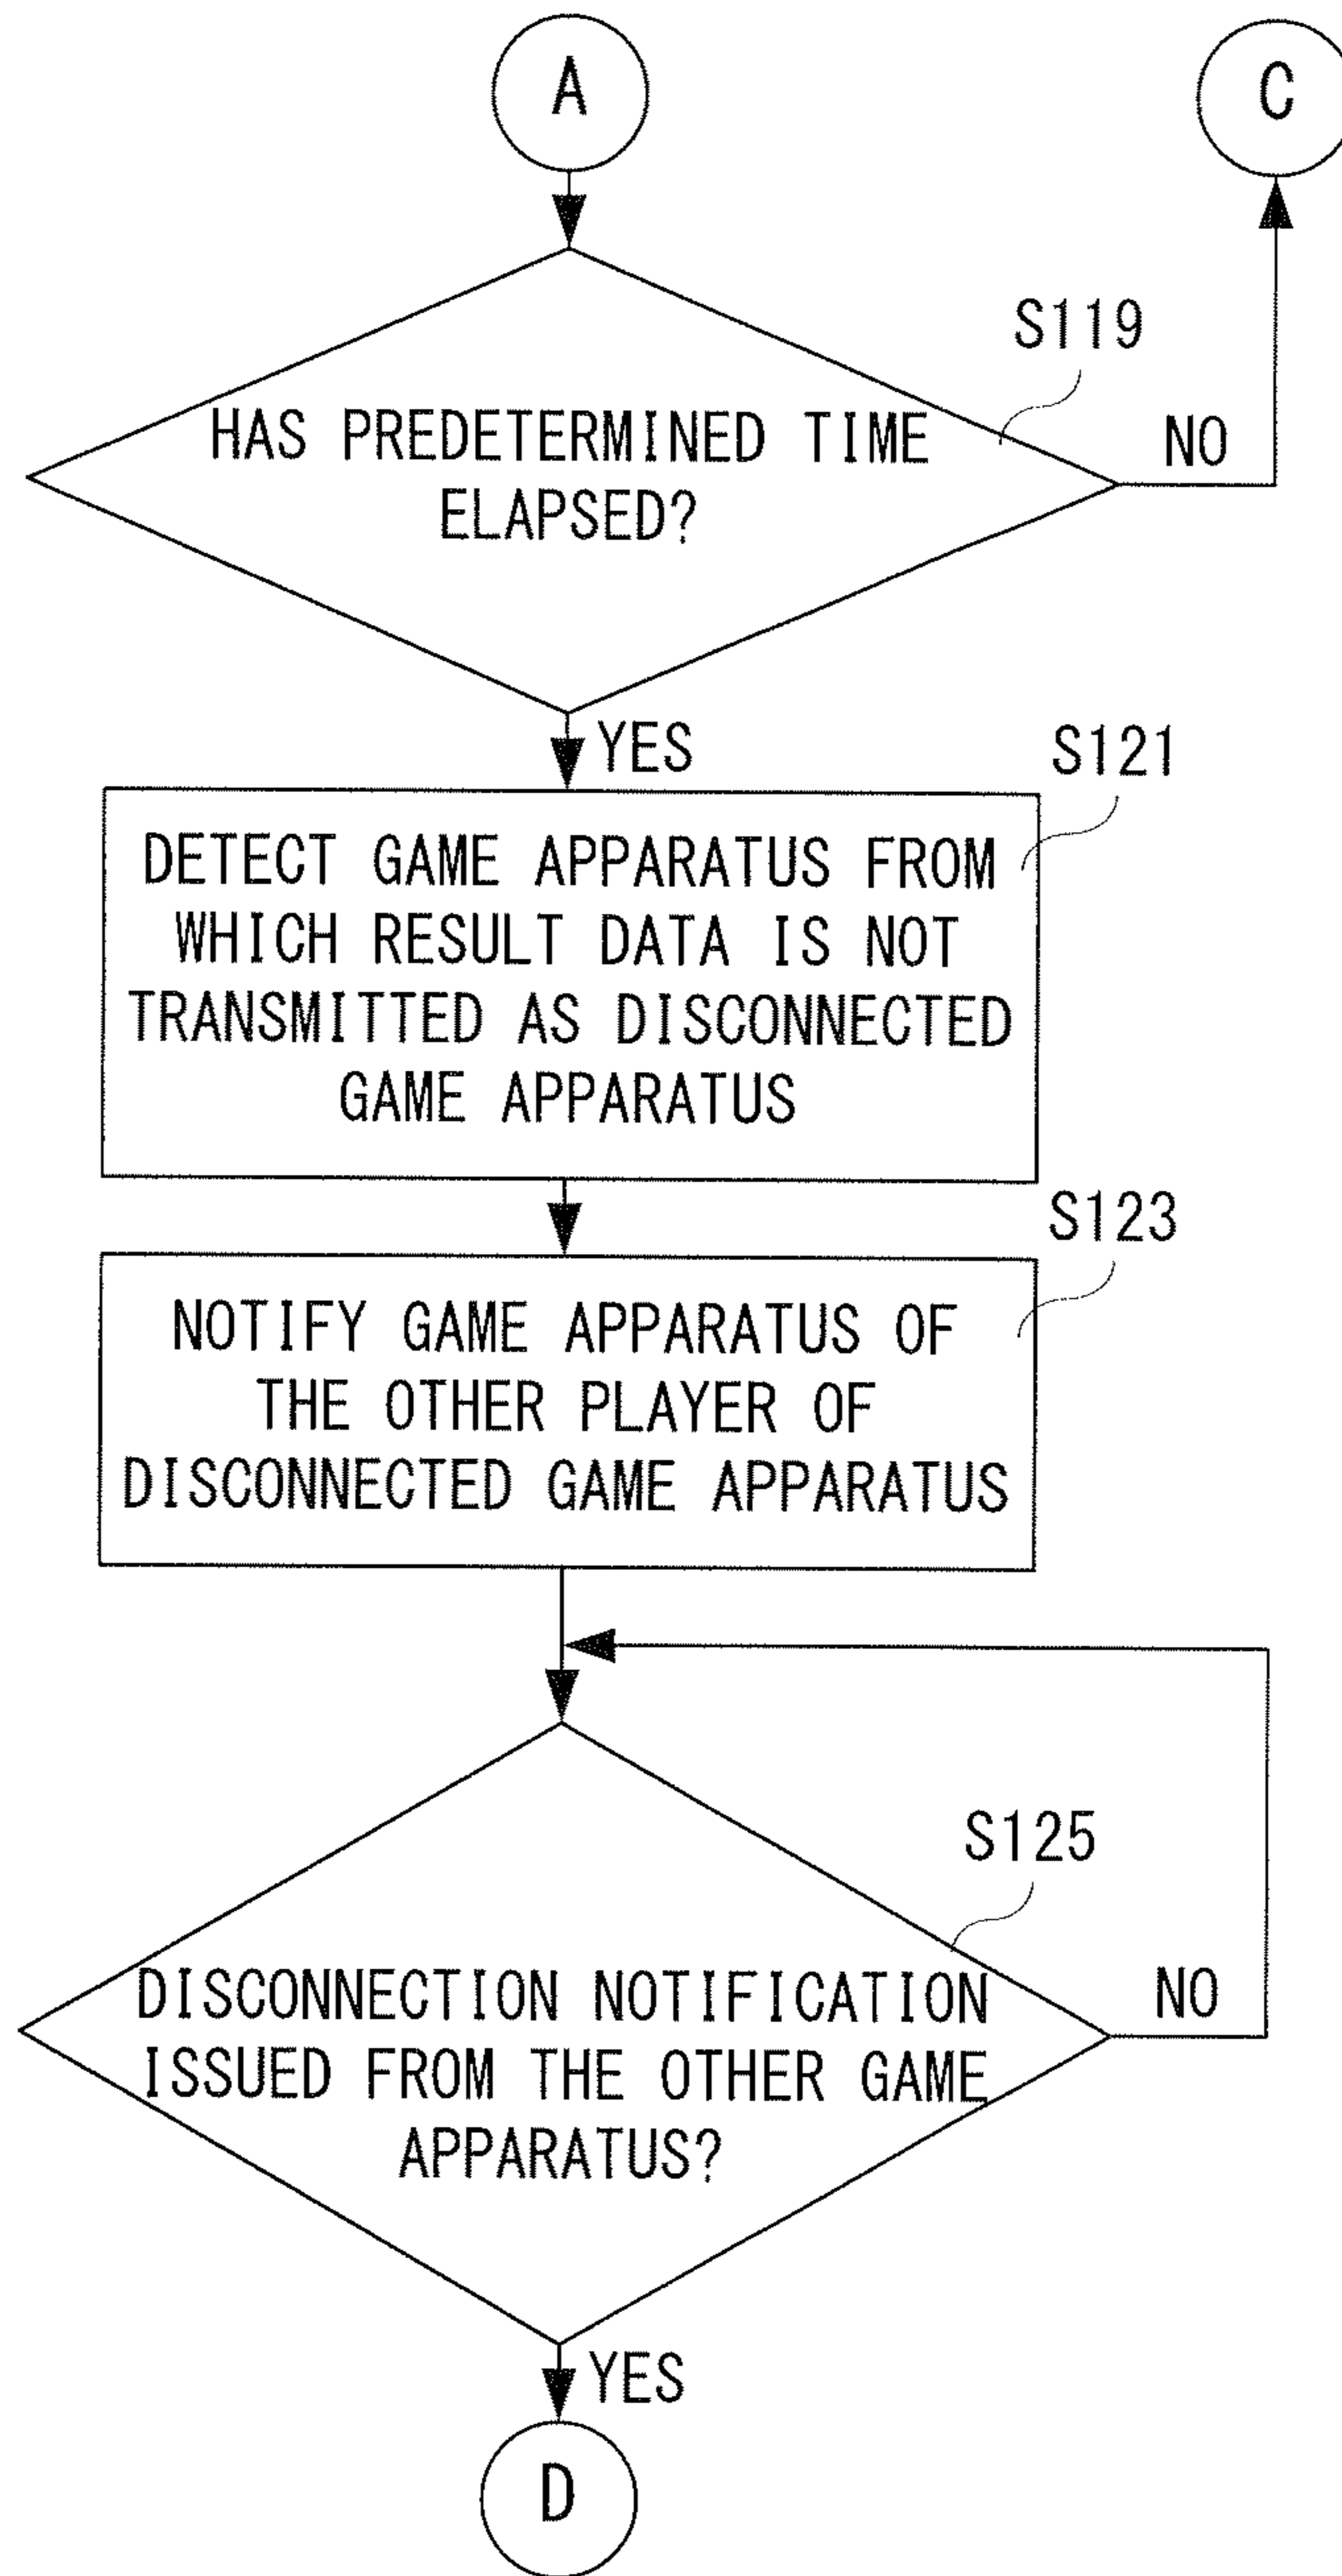 A
C
S119
HAS PREDETERMINED TIME
ELAPSED?
NO
YES
S121
DETECT GAME APPARATUS FROM
WHICH RESULT DATA IS NOT
TRANSMITTED AS DISCONNECTED
GAME APPARATUS
S123
NOTIFY GAME APPARATUS OF
THE OTHER PLAYER OF
DISCONNECTED GAME APPARATUS
S125
DISCONNECTION NOTIFICATION
ISSUED FROM THE OTHER GAME
APPARATUS?
NO
YES
D